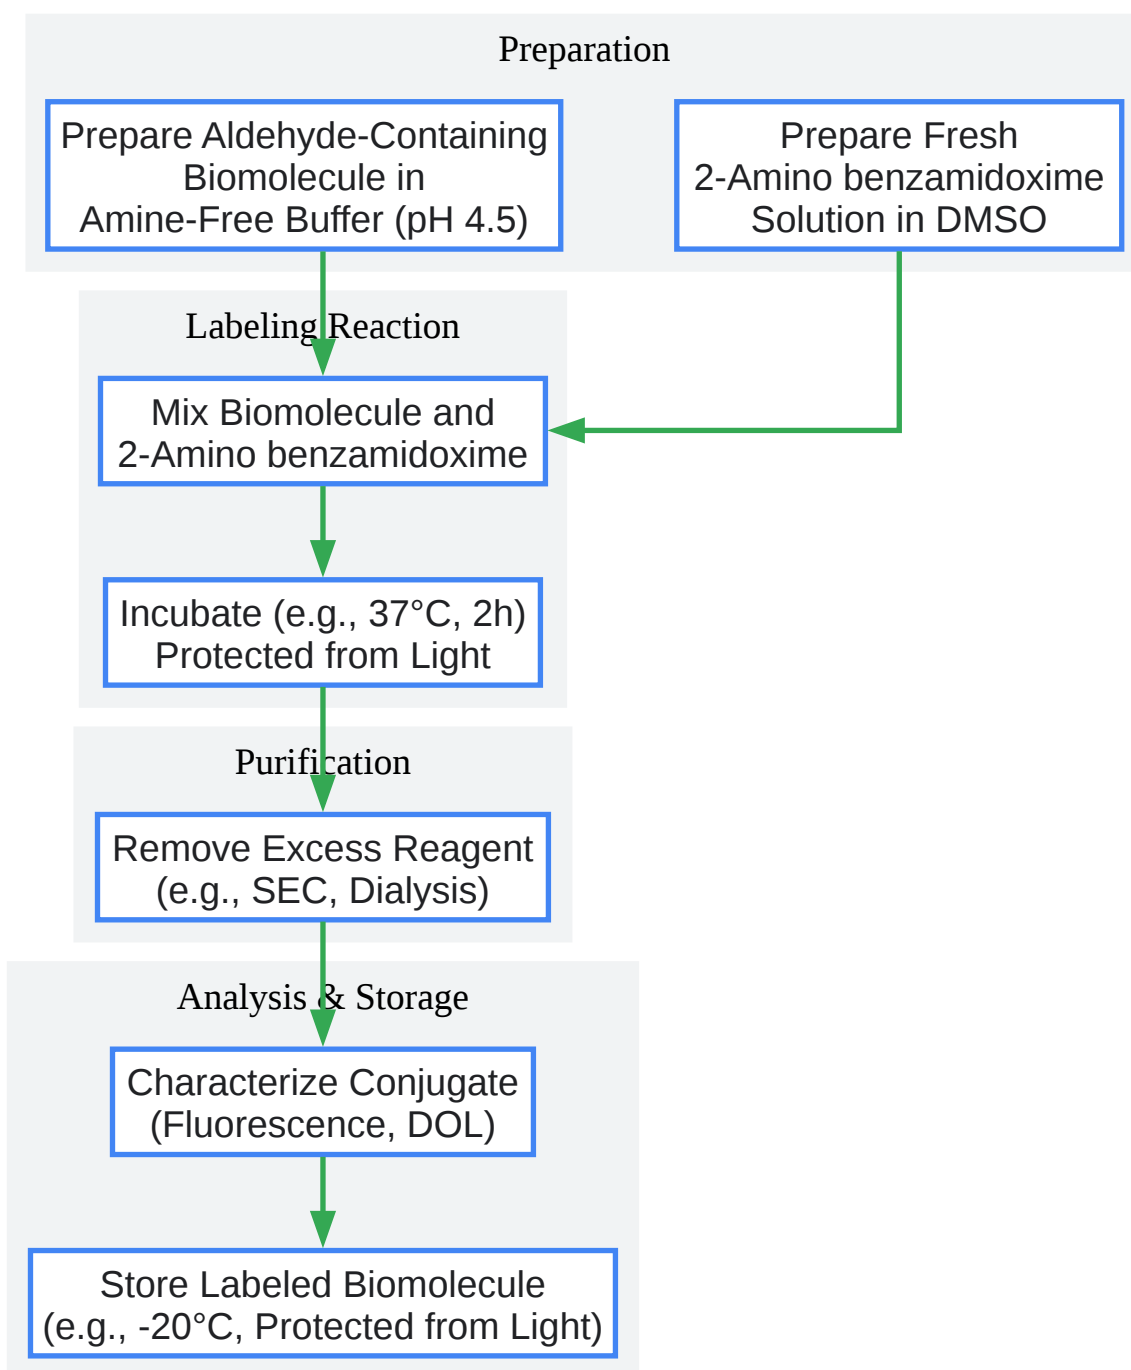 Preparation
Prepare Aldehyde-Containing
Biomolecule in
Amine-Free Buffer (pH 4.5)
Prepare Fresh
2-Amino benzamidoxime
Solution in DMSO
Labeling Reaction
Mix Biomolecule and
2-Amino benzamidoxime
Incubate (e.g., 37°C, 2h)
Protected from Light
Purification
Remove Excess Reagent
(e.g., SEC, Dialysis)
Analysis & Storage
Characterize Conjugate
(Fluorescence, DOL)
Store Labeled Biomolecule
(e.g., -20°C, Protected from Light)